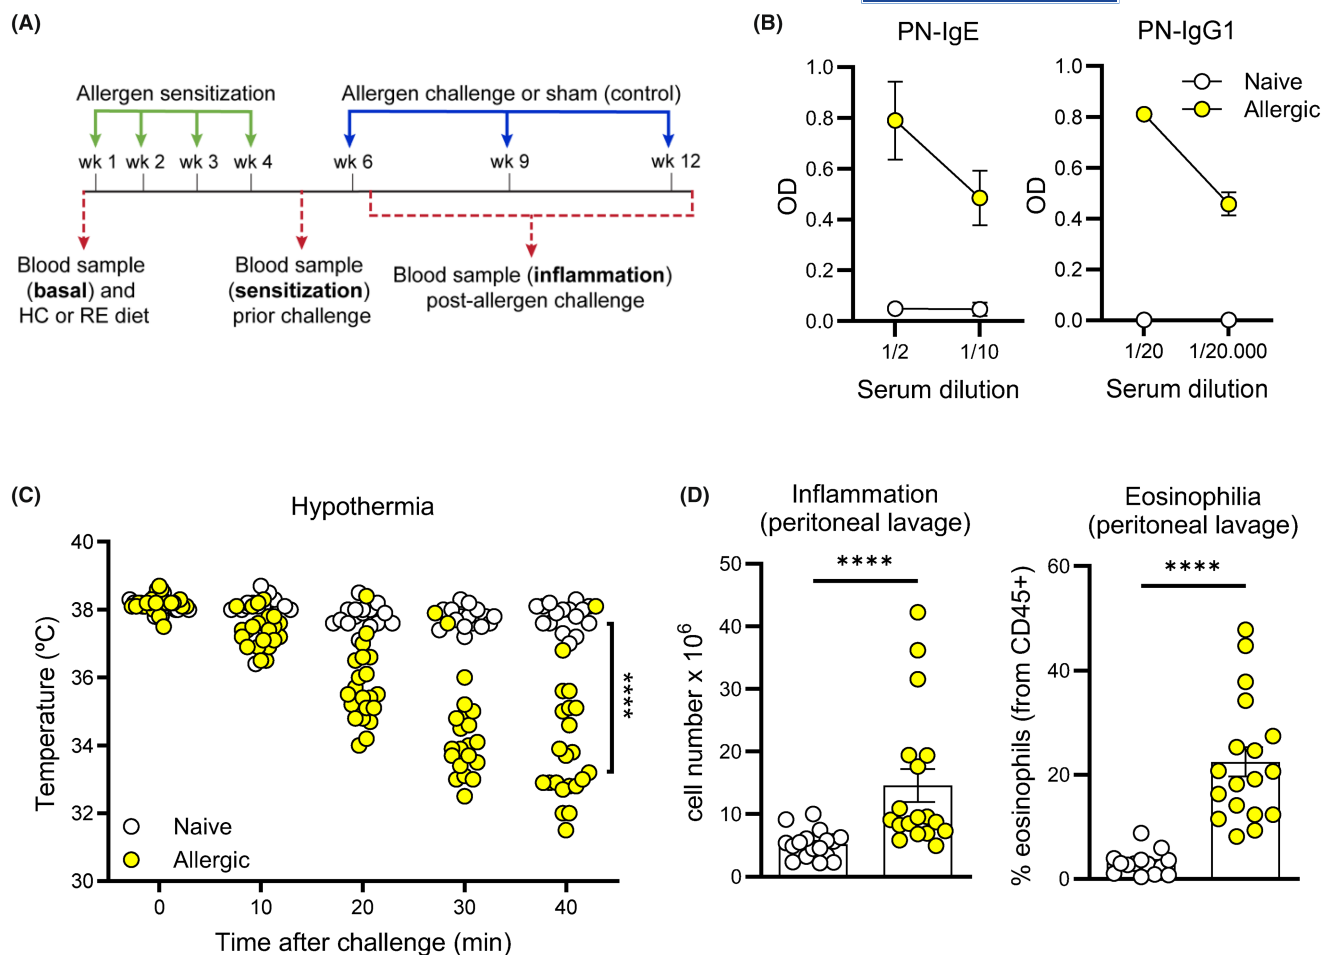 (A)
Allergen sensitization
Allergen challenge or sham (control)
wk 1 wk 2 wk 3 wk 4 wk 6 wk 9 wk 12
Blood sample
(basal) and
HC or RE diet
Blood sample
(sensitization)
prior challenge
Blood sample (inflammation)
post-allergen challenge
(B)
PN-IgE
1.0
0.8
0.6
0.4
0.2
0.0
OD
1/2 1/10
Serum dilution
PN-IgG1
Naive
Allergic
1.0
0.8
0.6
0.4
0.2
0.0
OD
1/20 1/20.000
Serum dilution
(C)
Hypothermia
40
38
36
34
32
30
Temperature (ºC)
****
Naive
Allergic
0 10 20 30 40
Time after challenge (min)
(D)
Inflammation
(peritoneal lavage)
****
50
40
30
20
10
0
cell number x 10⁶
Eosinophilia
(peritoneal lavage)
****
60
40
20
0
% eosinophils (from CD45+)